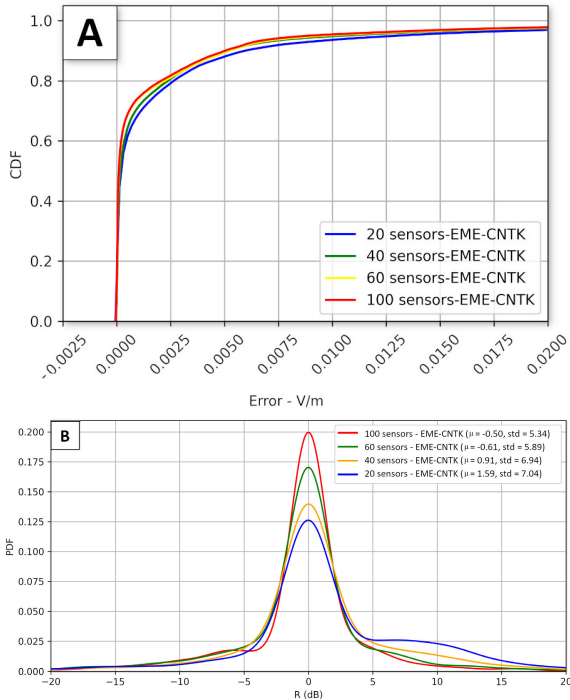 A
1.0
0.8
0.6
0.4
0.2
0.0
CDF
20 sensors-EME-CNTK
40 sensors-EME-CNTK
60 sensors-EME-CNTK
100 sensors-EME-CNTK
-0.0025 0.0000 0.0025 0.0050 0.0075 0.0100 0.0125 0.0150 0.0175 0.0200
Error - V/m
B
0.200
0.175
0.150
0.125
0.100
0.075
0.050
0.025
0.000
PDF
100 sensors - EME-CNTK (μ = -0.50, std = 5.34)
60 sensors - EME-CNTK (μ = -0.61, std = 5.89)
40 sensors - EME-CNTK (μ = 0.91, std = 6.94)
20 sensors - EME-CNTK (μ = 1.59, std = 7.04)
−20 −15 −10 −5 0 5 10 15 20
R (dB)